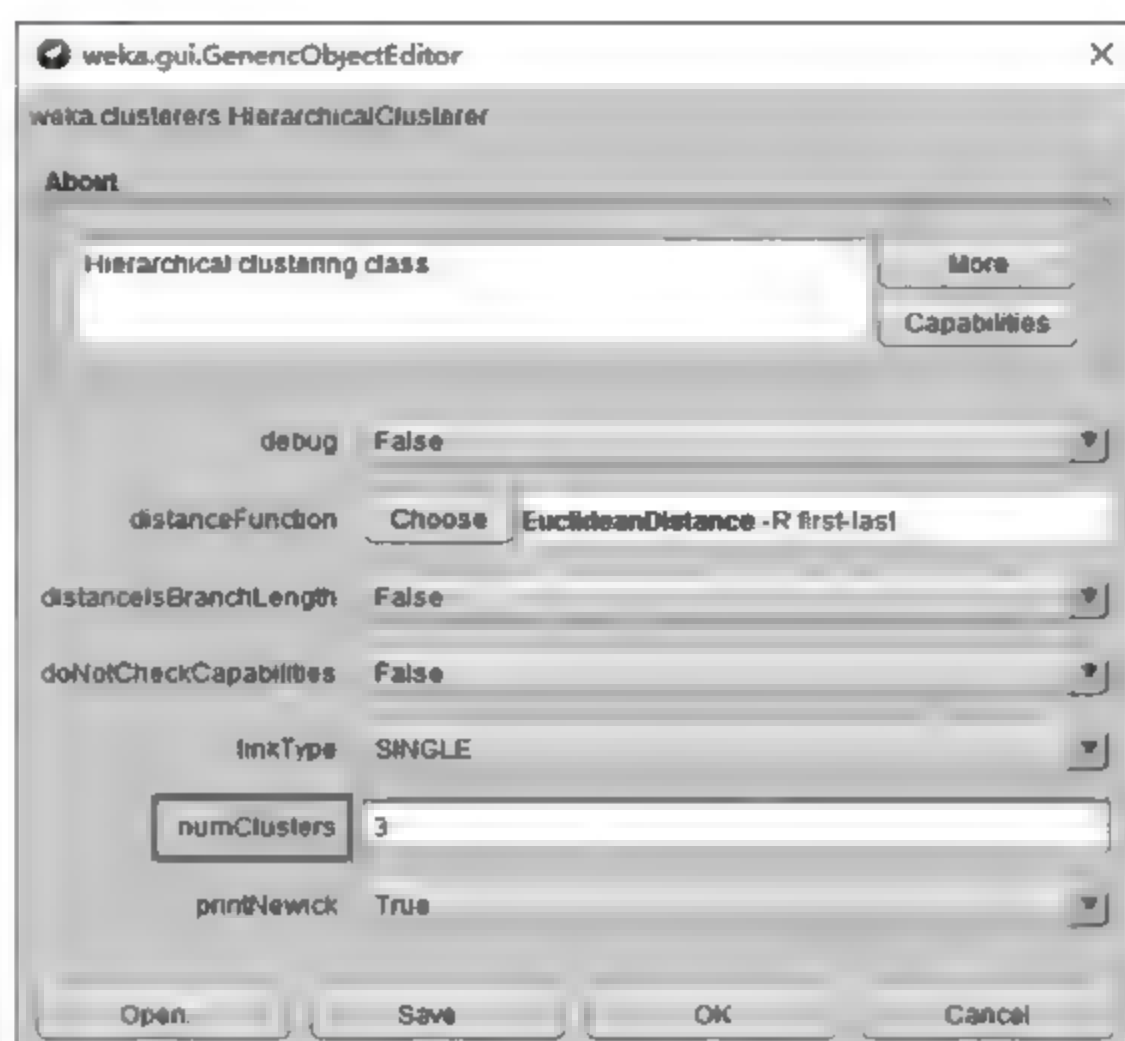 weka.gui.GenericObjectEditor
weka.clusterers.HierarchicalClusterer
About
Hierarchical clustering class
More
Capabilities
debug False
distanceFunction Choose EuclideanDistance -R first-last
distanceIsBranchLength False
doNotCheckCapabilities False
linkType SINGLE
numClusters 3
printNewick True
Open. Save OK Cancel